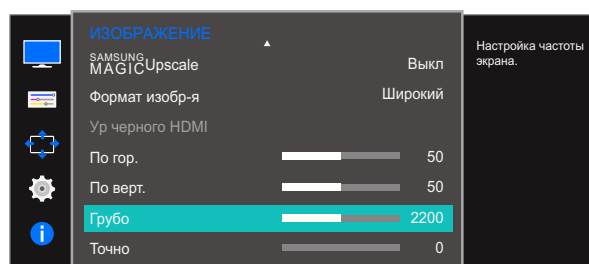 ИЗОБРАЖЕНИЕ
SAMSUNG
MAGICUpscale Выкл
Формат изобр-я Широкий
Ур черного HDMI
По гор. 50
По верт. 50
Грубо 2200
Точно 0
Настройка частоты
экрана.